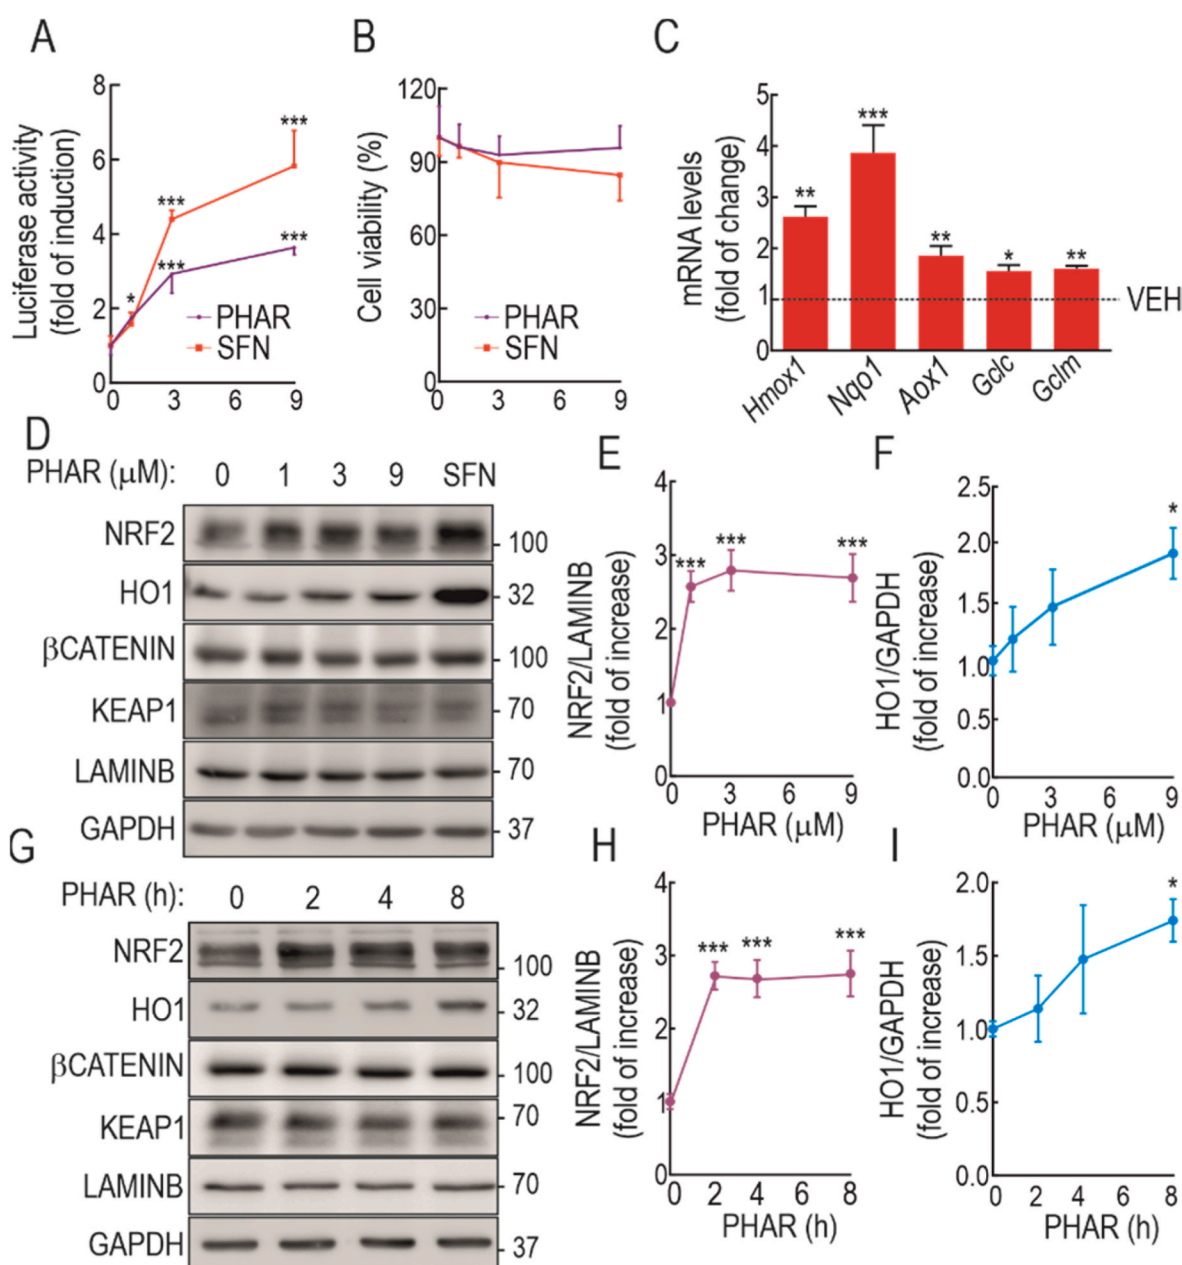 A
Luciferase activity
(fold of induction)
8
6
4
2
0
0 3 6 9
***
***
*
***
***
PHAR
SFN
B
Cell viability (%)
120
90
60
30
0
0 3 6 9
PHAR
SFN
C
mRNA levels
(fold of change)
5
4
3
2
1
0
**
***
**
*
**
VEH
Hmox1 Nqo1 Aox1 Gclc Gclm
D
PHAR (μM): 0 1 3 9 SFN
NRF2 100
HO1 32
βCATENIN 100
KEAP1 70
LAMINB 70
GAPDH 37
E
NRF2/LAMINB
(fold of increase)
4
3
2
1
0
*** *** ***
0 3 6 9
PHAR (μM)
F
HO1/GAPDH
(fold of increase)
2.5
2.0
1.5
1.0
0.5
0.0
*
0 3 6 9
PHAR (μM)
G
PHAR (h): 0 2 4 8
NRF2 100
HO1 32
βCATENIN 100
KEAP1 70
LAMINB 70
GAPDH 37
H
NRF2/LAMINB
(fold of increase)
4
3
2
1
0
*** *** ***
0 2 4 6 8
PHAR (h)
I
HO1/GAPDH
(fold of increase)
2.0
1.5
1.0
0.5
0.0
*
0 2 4 6 8
PHAR (h)